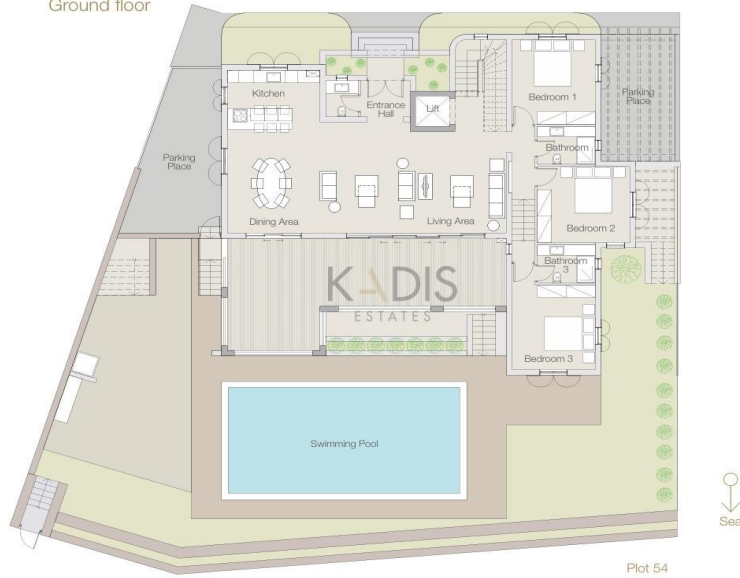 Ground floor
Kitchen
Entrance
Hall
Lift
Bedroom 1
Parking
Place
Bathroom
Parking
Place
Dining Area
Living Area
Bedroom 2
Bathroom
3
KADIS
ESTATES
Bedroom 3
Swimming Pool
Sea
Plot 54